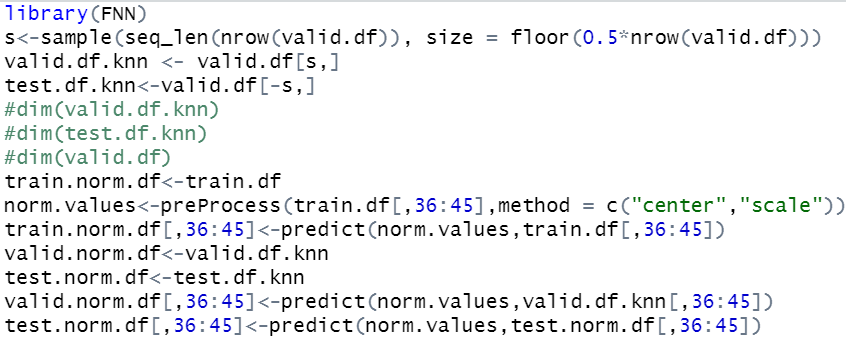 library(FNN)
s<-sample(seq_len(nrow(valid.df)), size = floor(0.5*nrow(valid.df)))
valid.df.knn <- valid.df[s,]
test.df.knn<-valid.df[-s,]
#dim(valid.df.knn)
#dim(test.df.knn)
#dim(valid.df)
train.norm.df<-train.df
norm.values<-preProcess(train.df[,36:45],method = c("center","scale"))
train.norm.df[,36:45]<-predict(norm.values,train.df[,36:45])
valid.norm.df<-valid.df.knn
test.norm.df<-test.df.knn
valid.norm.df[,36:45]<-predict(norm.values,valid.df.knn[,36:45])
test.norm.df[,36:45]<-predict(norm.values,test.norm.df[,36:45])